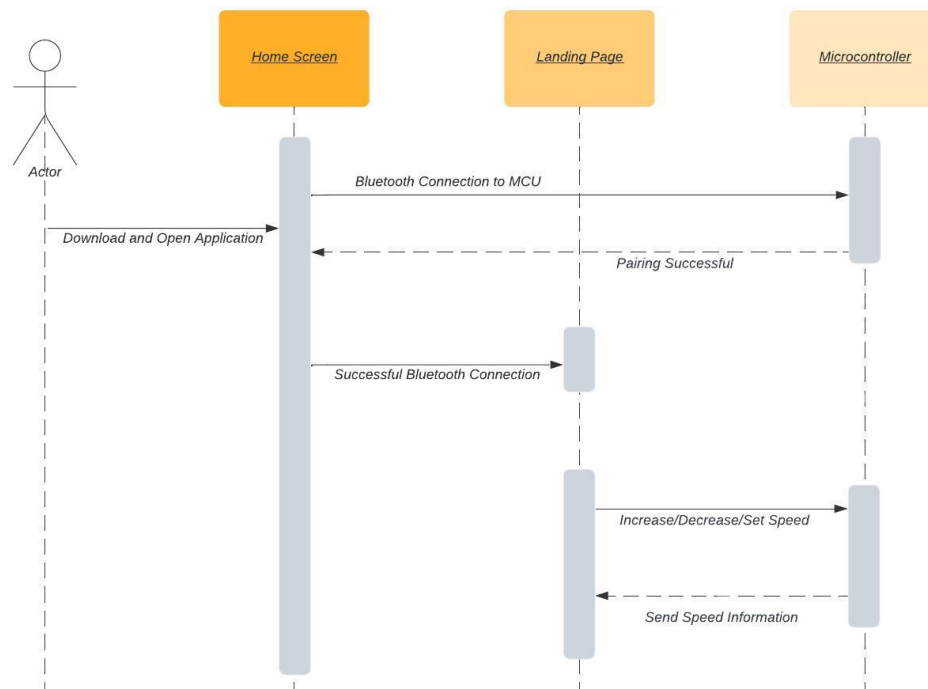 Home Screen
Landing Page
Microcontroller
Actor
Bluetooth Connection to MCU
Download and Open Application
Pairing Successful
Successful Bluetooth Connection
Increase/Decrease/Set Speed
Send Speed Information